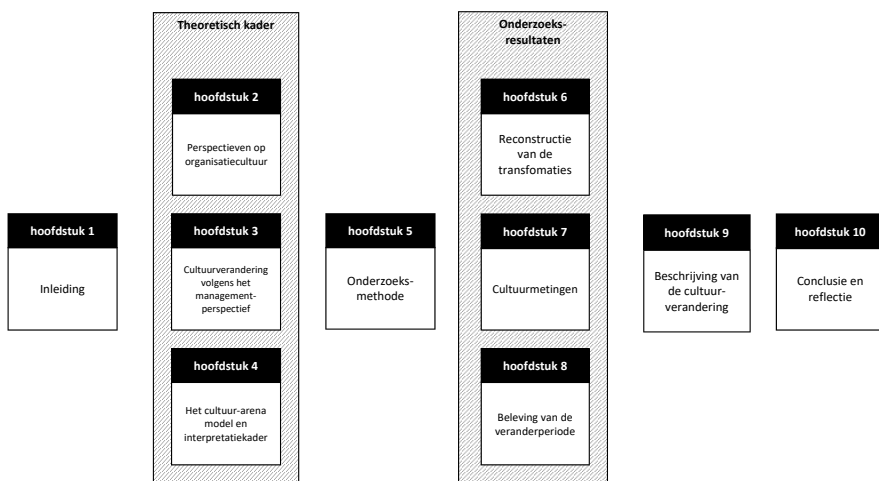 Theoretisch kader
Onderzoeks-
resultaten
hoofdstuk 1
Inleiding
hoofdstuk 2
Perspectieven op
organisatiecultuur
hoofdstuk 3
Cultuurverandering
volgens het
management-
perspectief
hoofdstuk 4
Het cultuur-arena
model en
interpretatiekader
hoofdstuk 5
Onderzoeks-
methode
hoofdstuk 6
Reconstructie
van de
transfomaties
hoofdstuk 7
Cultuurmetingen
hoofdstuk 8
Beleving van de
veranderperiode
hoofdstuk 9
Beschrijving van
de cultuur-
verandering
hoofdstuk 10
Conclusie en
reflectie